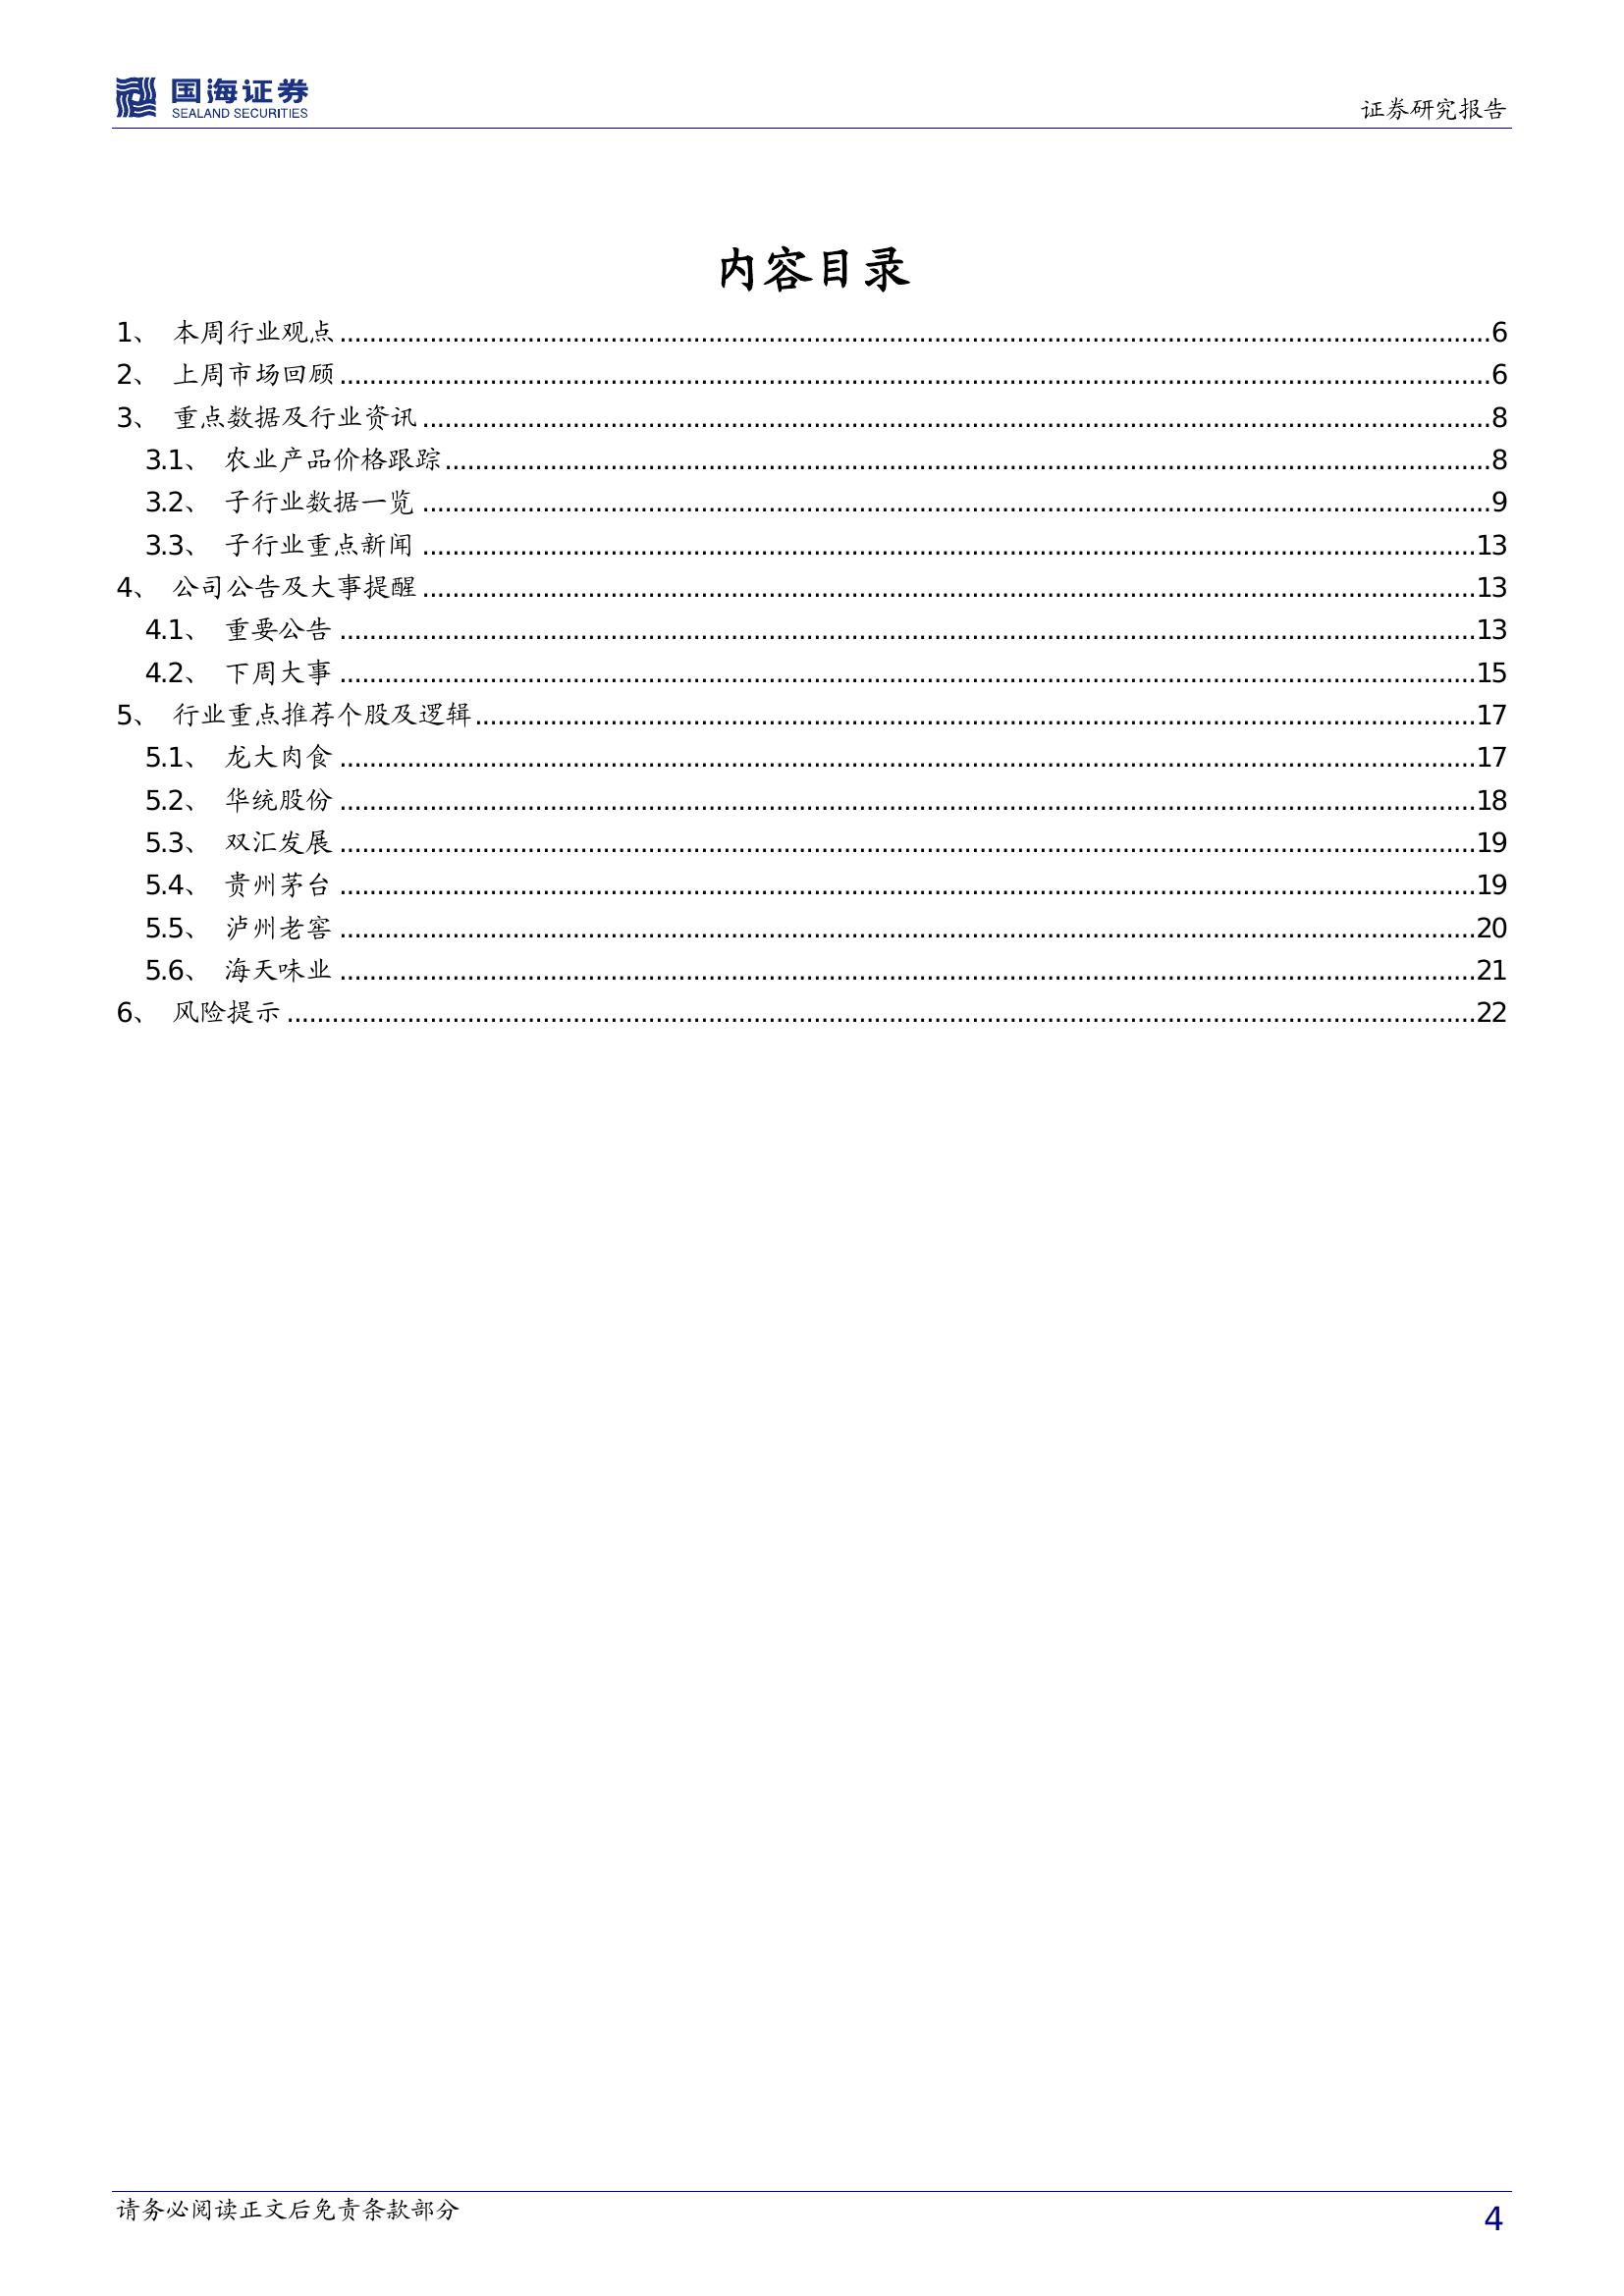 国海证券
SEALAND SECURITIES
证券研究报告
内容目录
1、 本周行业观点 ........................................ 6
2、 上周市场回顾 ........................................ 6
3、 重点数据及行业资讯 ........................................ 8
3.1、 农业产品价格跟踪 ........................................ 8
3.2、 子行业数据一览 ........................................ 9
3.3、 子行业重点新闻 ........................................ 13
4、 公司公告及大事提醒 ........................................ 13
4.1、 重要公告 ........................................ 13
4.2、 下周大事 ........................................ 15
5、 行业重点推荐个股及逻辑 ........................................ 17
5.1、 龙大肉食 ........................................ 17
5.2、 华统股份 ........................................ 18
5.3、 双汇发展 ........................................ 19
5.4、 贵州茅台 ........................................ 19
5.5、 泸州老窖 ........................................ 20
5.6、 海天味业 ........................................ 21
6、 风险提示 ........................................ 22
请务必阅读正文后免责条款部分
4